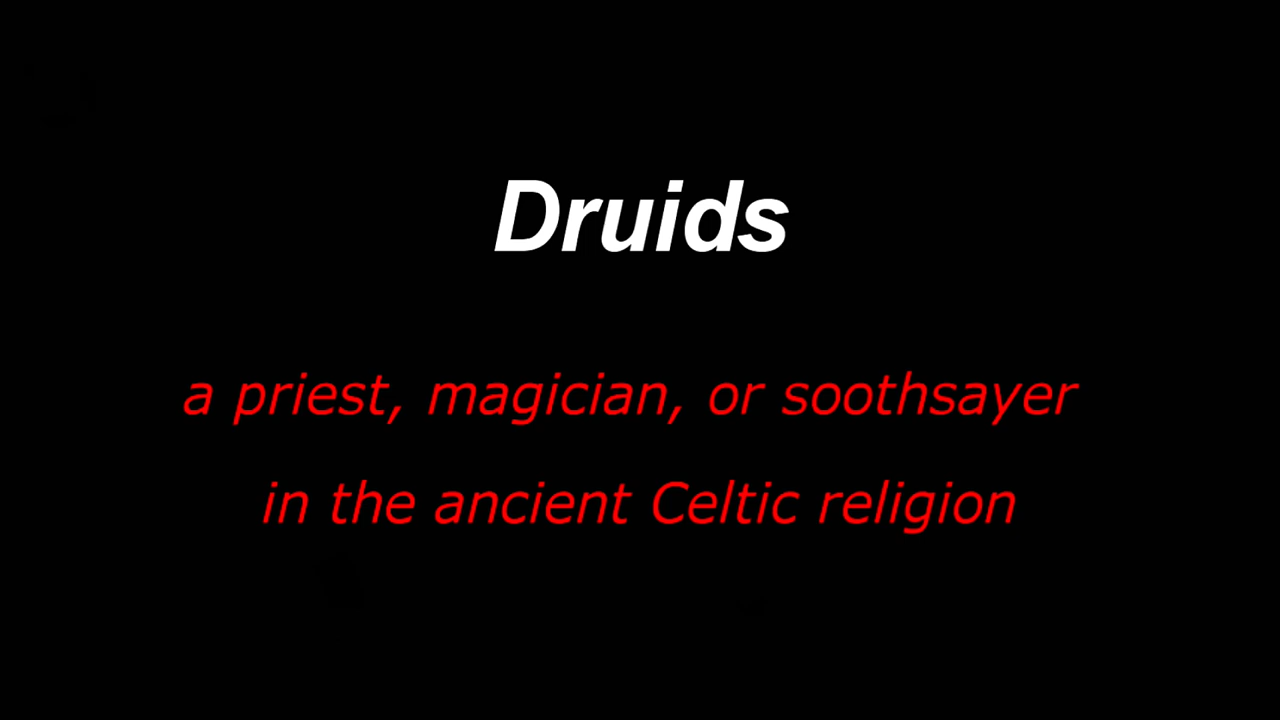 Druids
a priest, magician, or soothsayer
in the ancient Celtic religion